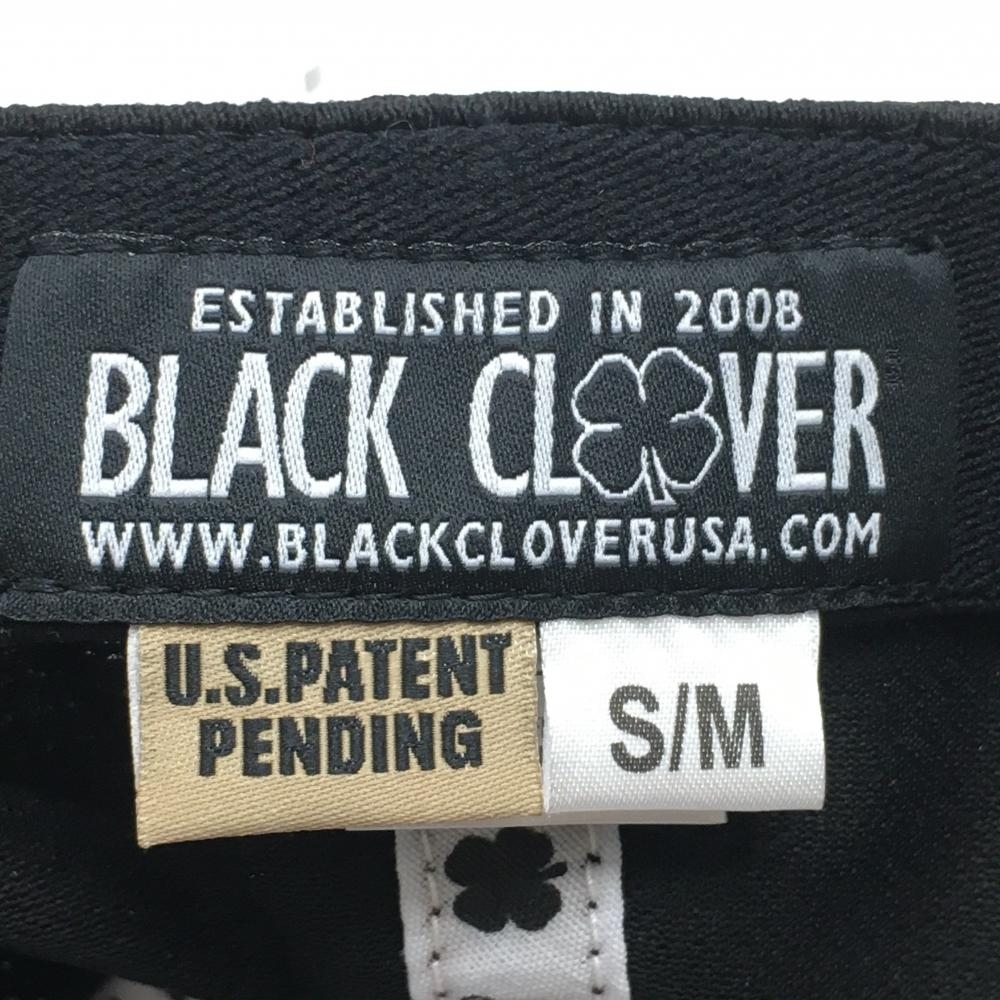 ESTABLISHED IN 2008
BLACK CLOVER
WWW.BLACKCLOVERUSA.COM
U.S.PATENT
PENDING
S/M